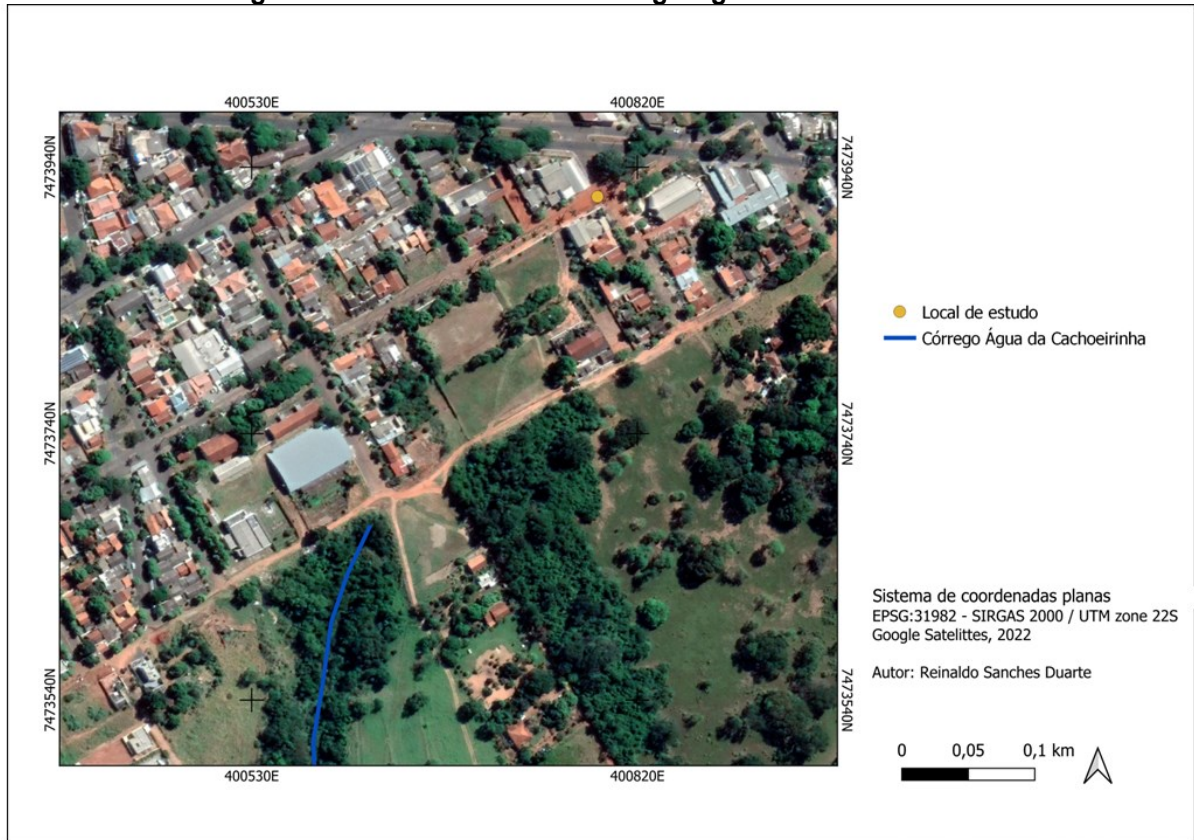 400530E
400820E
7473940N
7473940N
Local de estudo
Córrego Água da Cachoeirinha
7473740N
7473740N
Sistema de coordenadas planas
EPSG:31982 - SIRGAS 2000 / UTM zone 22S
Google Satelittes, 2022
Autor: Reinaldo Sanches Duarte
7473540N
7473540N
0 0,05 0,1 km
400530E
400820E